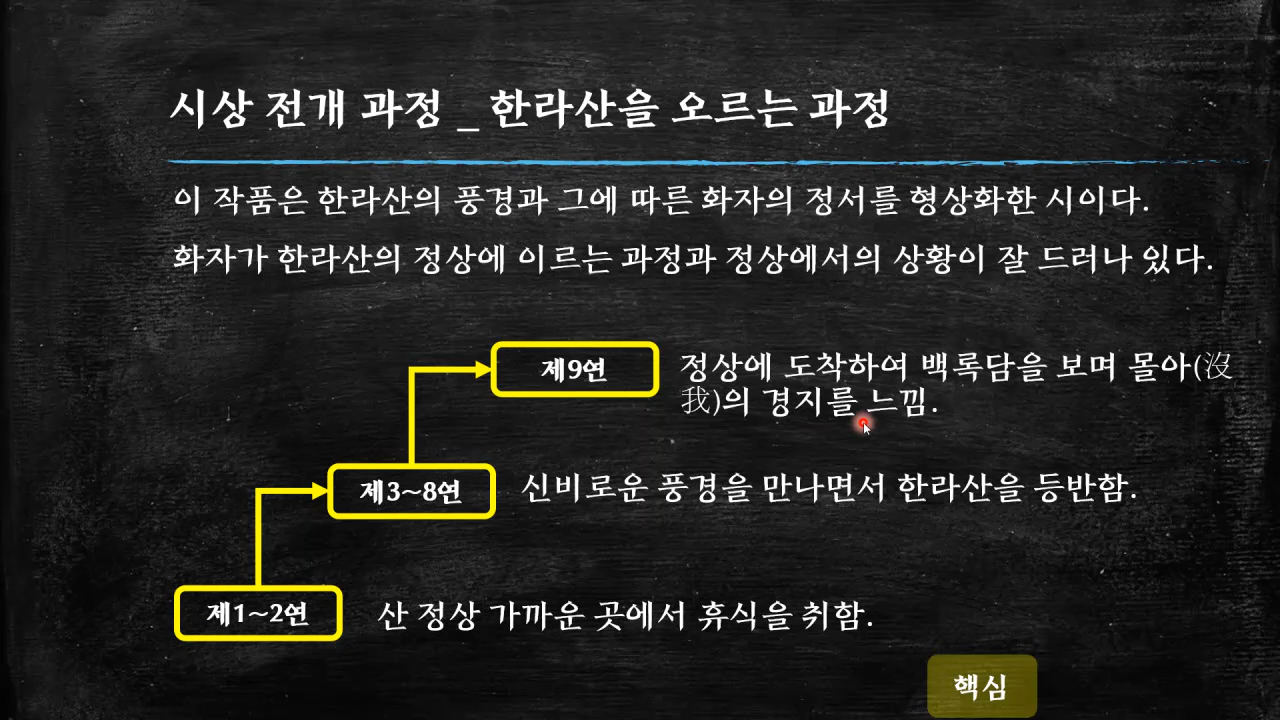 시상 전개 과정 _ 한라산을 오르는 과정
이 작품은 한라산의 풍경과 그에 따른 화자의 정서를 형상화한 시이다.
화자가 한라산의 정상에 이르는 과정과 정상에서의 상황이 잘 드러나 있다.
제9연
정상에 도착하여 백록담을 보며 몰아(沒
我)의 경지를 느낌.
제3~8연
신비로운 풍경을 만나면서 한라산을 등반함.
제1~2연
산 정상 가까운 곳에서 휴식을 취함.
핵심